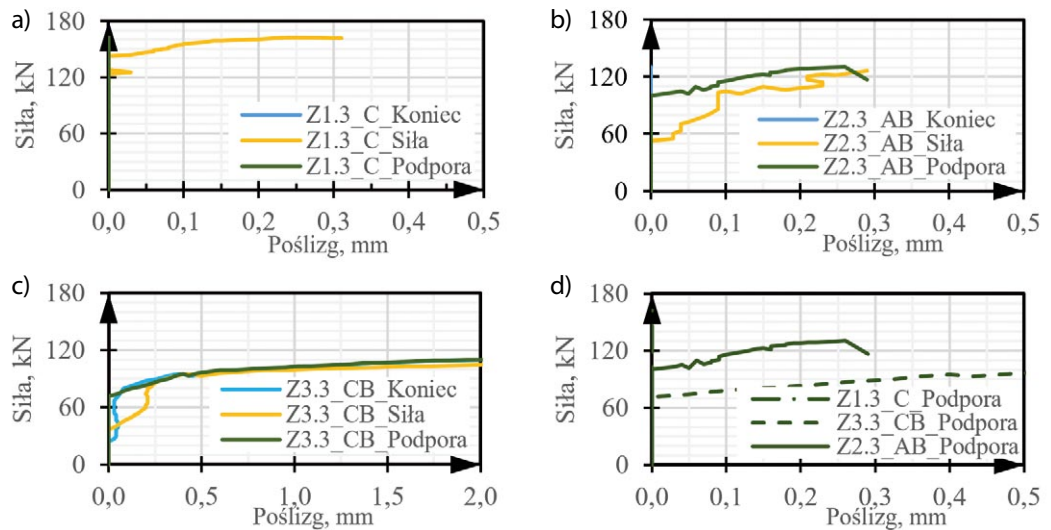 a)
180
120
60
0
Siła, kN
Z1.3_C_Koniec
Z1.3_C_Siła
Z1.3_C_Podpora
0,0 0,1 0,2 0,3 0,4 0,5
Poślizg, mm
b)
180
120
60
0
Siła, kN
Z2.3_AB_Koniec
Z2.3_AB_Siła
Z2.3_AB_Podpora
0,0 0,1 0,2 0,3 0,4 0,5
Poślizg, mm
c)
180
120
60
0
Siła, kN
Z3.3_CB_Koniec
Z3.3_CB_Siła
Z3.3_CB_Podpora
0,0 0,5 1,0 1,5 2,0
Poślizg, mm
d)
180
120
60
0
Siła, kN
Z1.3_C_Podpora
Z3.3_CB_Podpora
Z2.3_AB_Podpora
0,0 0,1 0,2 0,3 0,4 0,5
Poślizg, mm